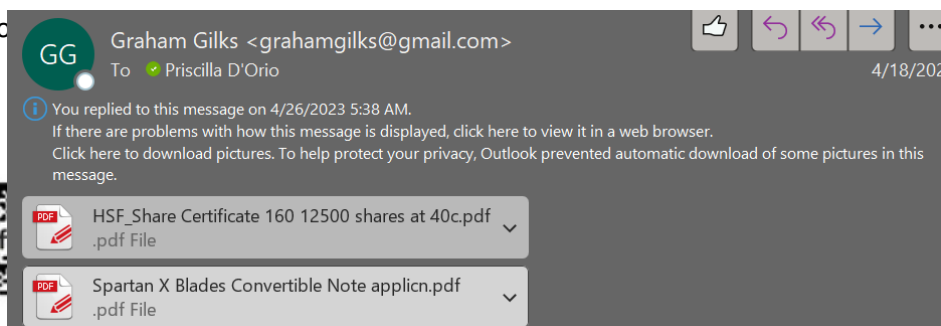 GG
Graham Gilks <grahamgilks@gmail.com>
To Priscilla D'Orio
4/18/202
You replied to this message on 4/26/2023 5:38 AM.
If there are problems with how this message is displayed, click here to view it in a web browser.
Click here to download pictures. To help protect your privacy, Outlook prevented automatic download of some pictures in this
message.
PDF
HSF_Share Certificate 160 12500 shares at 40c.pdf
.pdf File
PDF
Spartan X Blades Convertible Note applicn.pdf
.pdf File